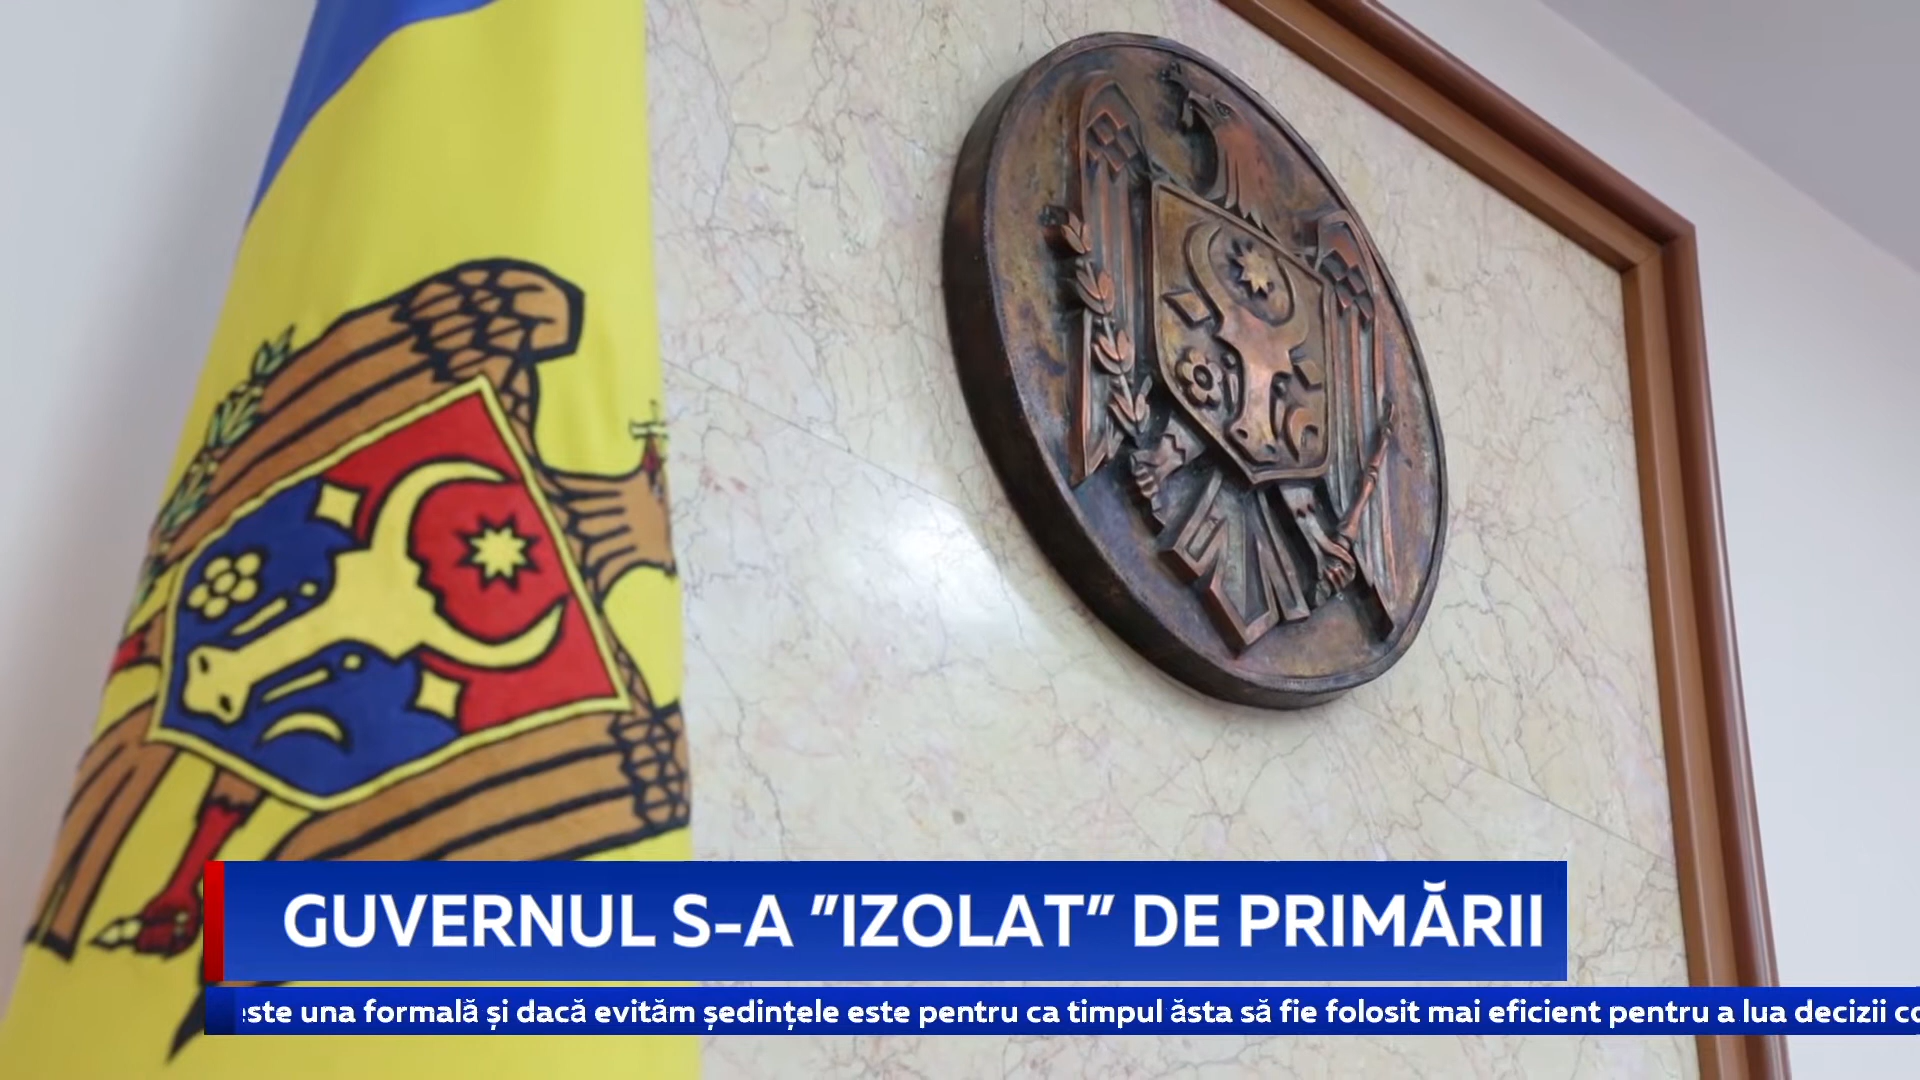 GUVERNUL S-A ”IZOLAT” DE PRIMĂRII
este una formală și dacă evităm ședințele este pentru ca timpul ăsta să fie folosit mai eficient pentru a lua decizii